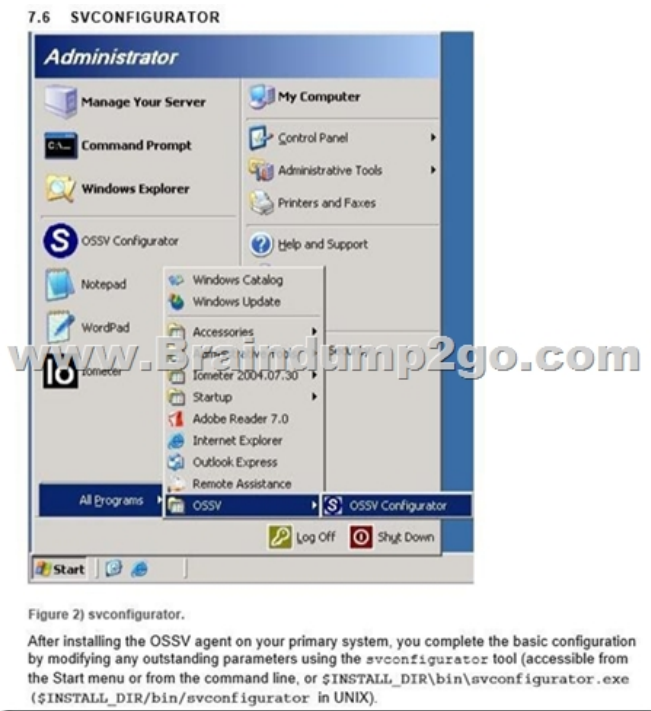 7.6 SVCONFIGURATOR
Administrator
Manage Your Server
My Computer
Command Prompt
Control Panel
Windows Explorer
Administrative Tools
Printers and Faxes
OSSV Configurator
Help and Support
Notepad
Windows Catalog
Windows Update
WordPad
Accessories
www.Braindump2go.com
Iometer
Iometer 2004.07.30
Startup
Adobe Reader 7.0
Internet Explorer
Outlook Express
Remote Assistance
All Programs
OSSV
OSSV Configurator
Log Off
Shut Down
Start
Figure 2) svconfigurator.
After installing the OSSV agent on your primary system, you complete the basic configuration
by modifying any outstanding parameters using the svconfigurator tool (accessible from
the Start menu or from the command line, or $INSTALL_DIR\bin\svconfigurator.exe
($INSTALL_DIR/bin/svconfigurator in UNIX).